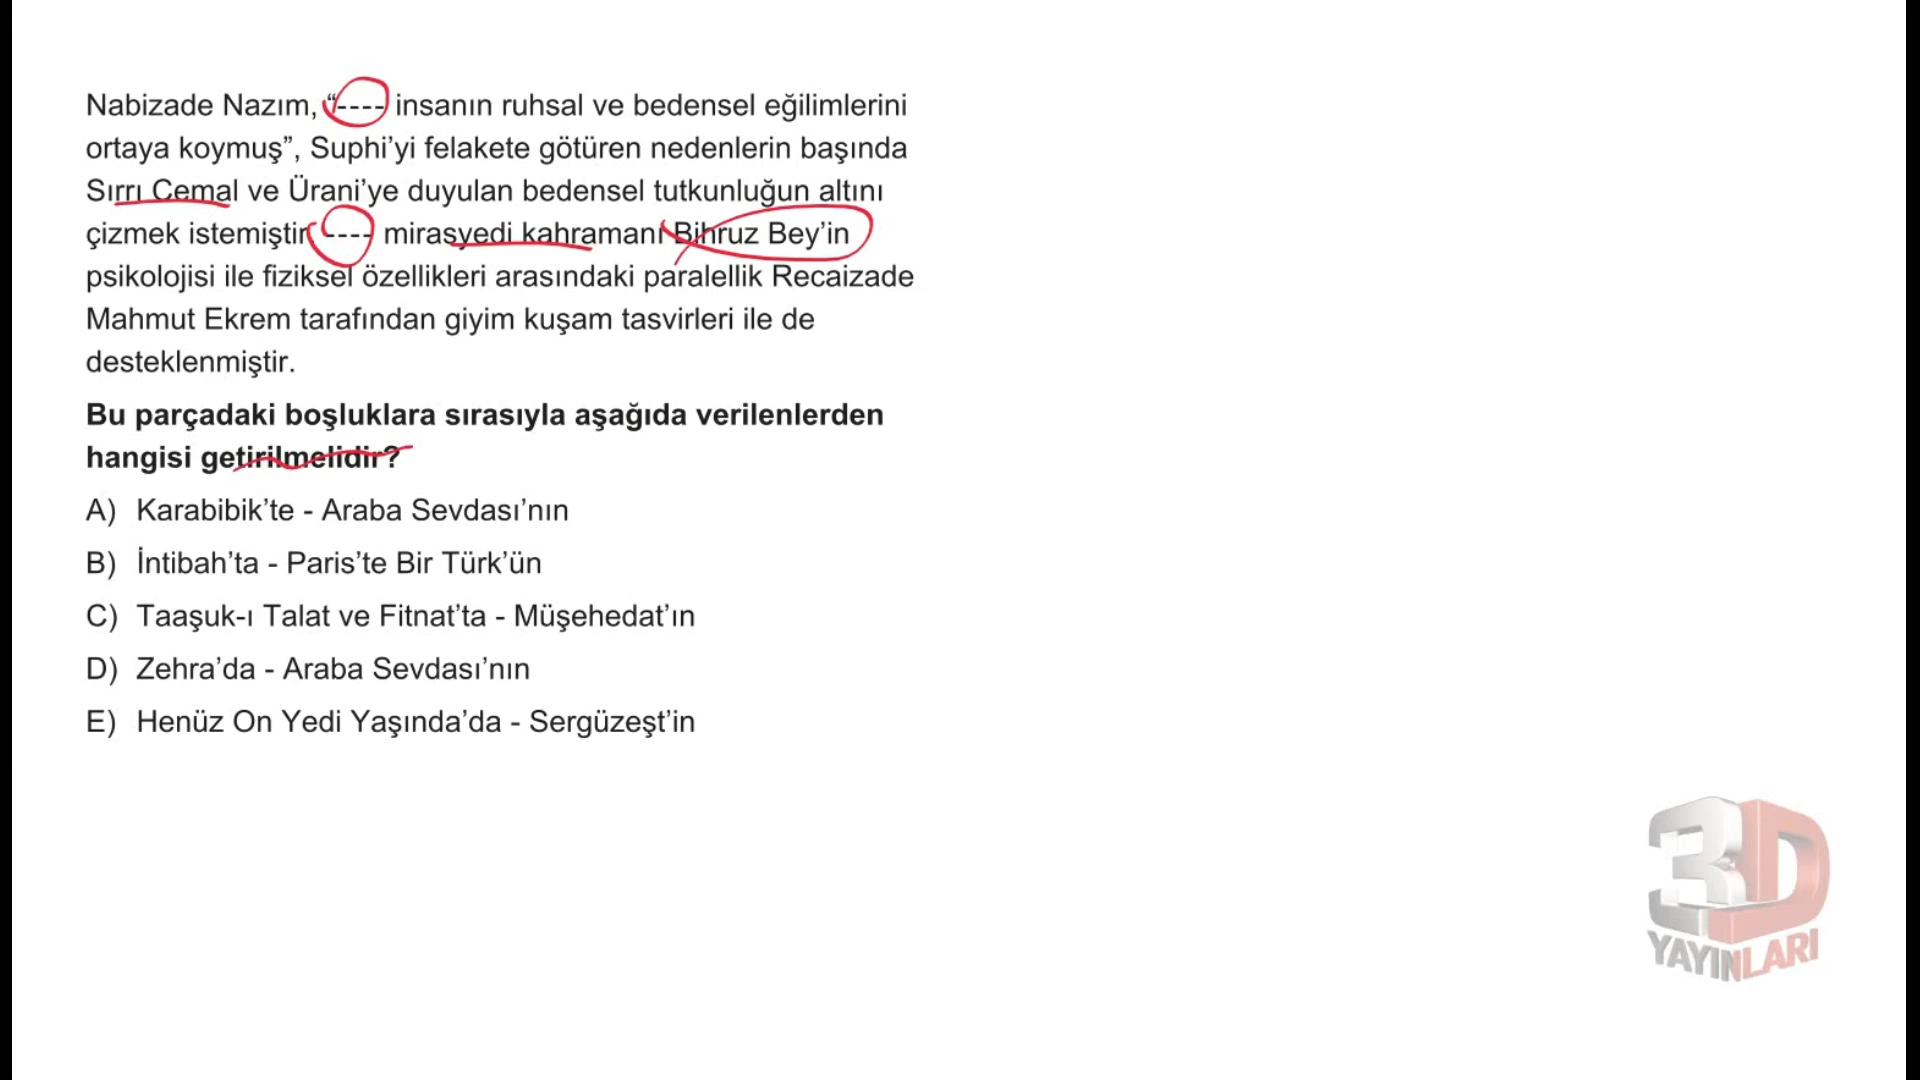 Nabizade Nazım, “---- insanın ruhsal ve bedensel eğilimlerini
ortaya koymuş”, Suphi’yi felakete götüren nedenlerin başında
Sırrı Cemal ve Ürani’ye duyulan bedensel tutkunluğun altını
çizmek istemiştir. ---- mirasyedi kahramanı Bihruz Bey’in
psikolojisi ile fiziksel özellikleri arasındaki paralellik Recaizade
Mahmut Ekrem tarafından giyim kuşam tasvirleri ile de
desteklenmiştir.
Bu parçadaki boşluklara sırasıyla aşağıda verilenlerden
hangisi getirilmelidir?
A) Karabibik’te - Araba Sevdası’nın
B) İntibah’ta - Paris’te Bir Türk’ün
C) Taaşuk-ı Talat ve Fitnat’ta - Müşehedat’ın
D) Zehra’da - Araba Sevdası’nın
E) Henüz On Yedi Yaşında’da - Sergüzeşt’in
3D
YAYINLARI